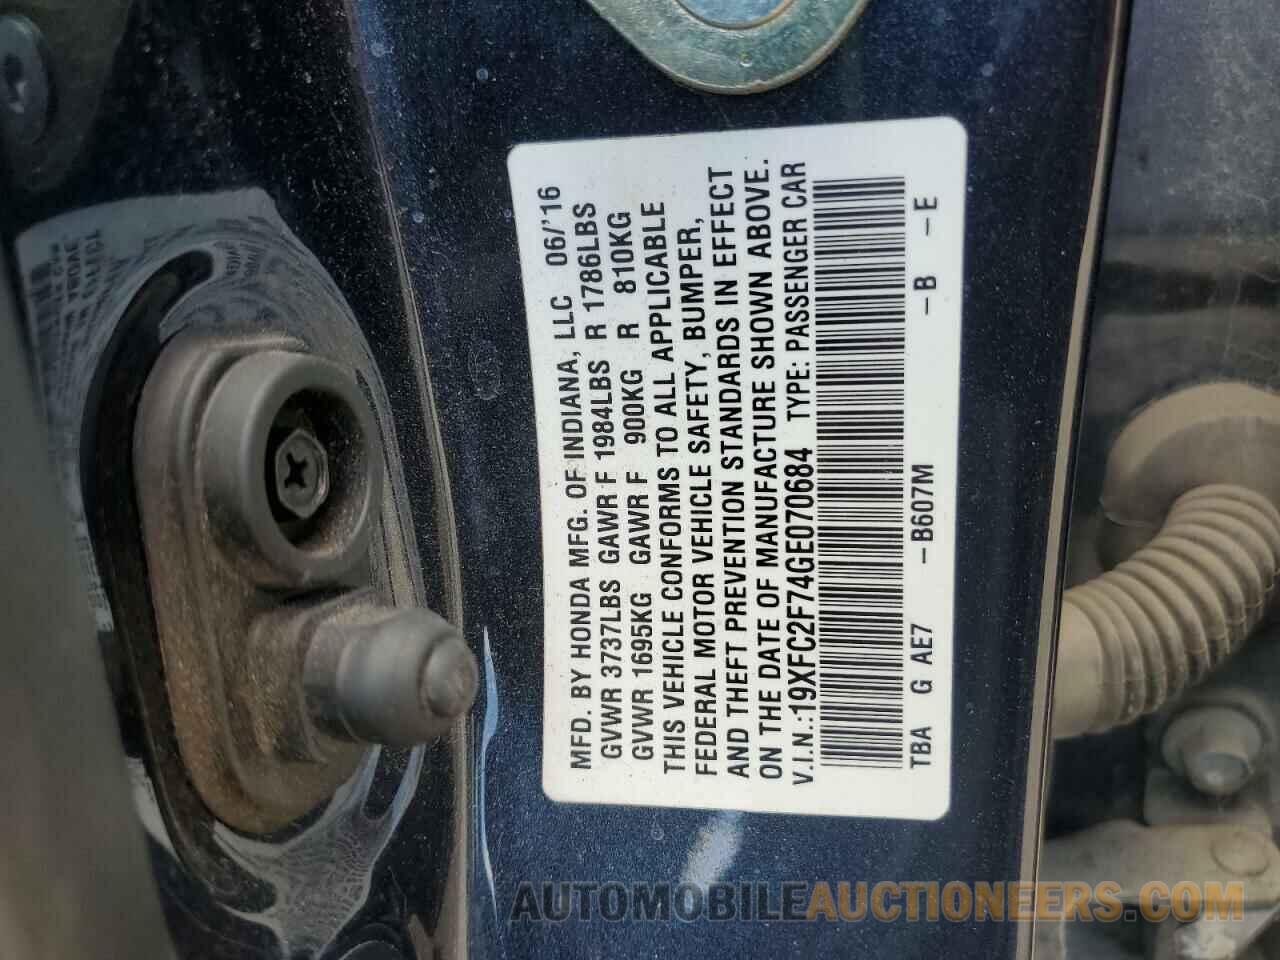 MFD. BY HONDA MFG. OF INDIANA, LLC 06/'16
GVWR 3737LBS GAWR F 1984LBS R 1786LBS
GVWR 1695KG GAWR F 900KG R 810KG
THIS VEHICLE CONFORMS TO ALL APPLICABLE
FEDERAL MOTOR VEHICLE SAFETY, BUMPER,
AND THEFT PREVENTION STANDARDS IN EFFECT
ON THE DATE OF MANUFACTURE SHOWN ABOVE.
V.I.N.:19XFC2F74GE070684 TYPE: PASSENGER CAR
TBA G AE7 -B607M -B -E
AUTOMOBILEAUCTIONEERS.COM